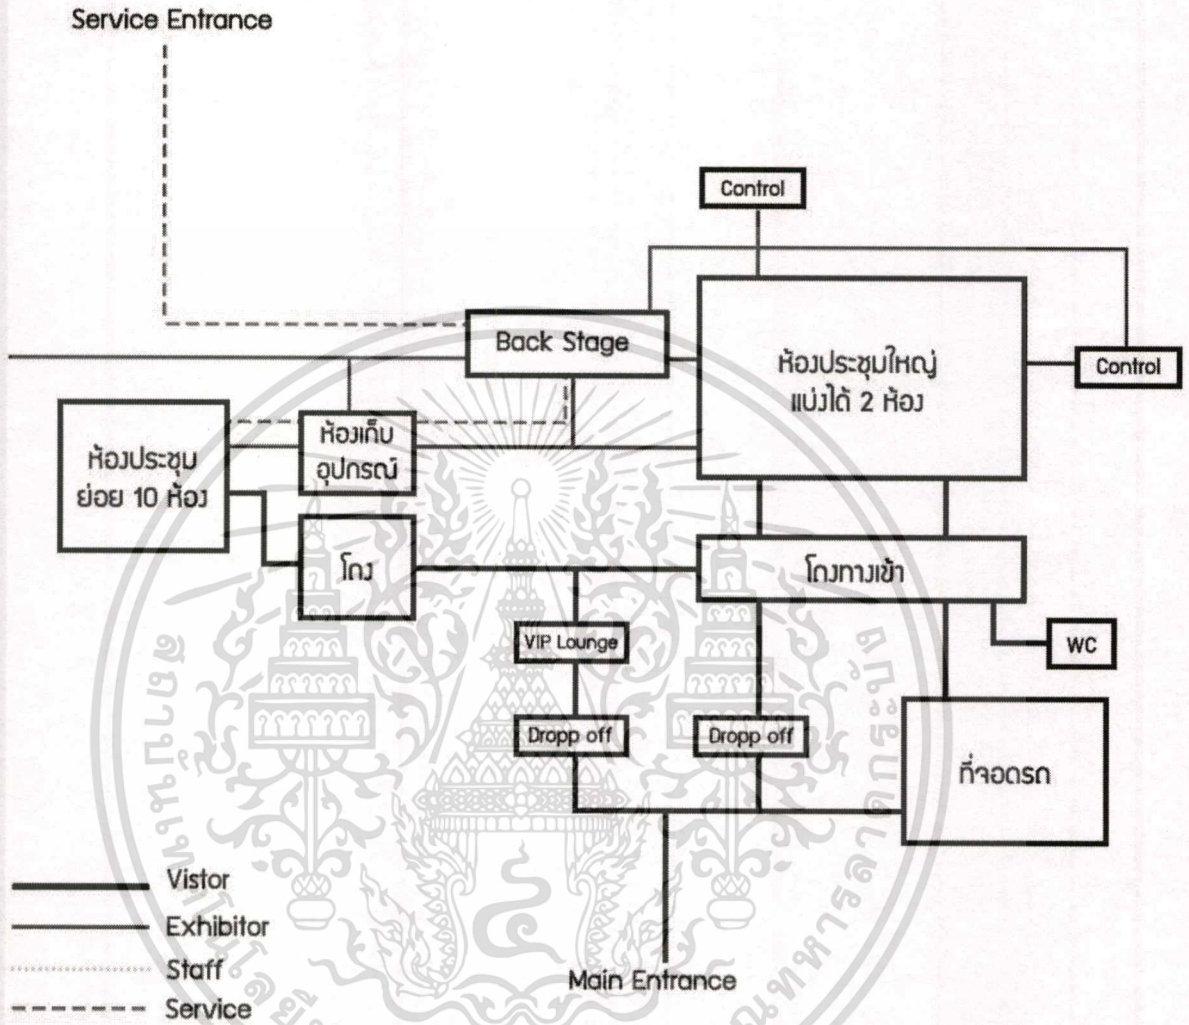 Service Entrance
Control
Back Stage
ห้องประชุมใหญ่
แบ่งได้ 2 ห้อง
Control
ห้องประชุม
ย่อย 10 ห้อง
ห้องเก็บ
อุปกรณ์
โถง
โถงทางเข้า
VIP Lounge
WC
Dropp off
Dropp off
ที่จอดรถ
Vistor
Exhibitor
Staff
Service
Main Entrance